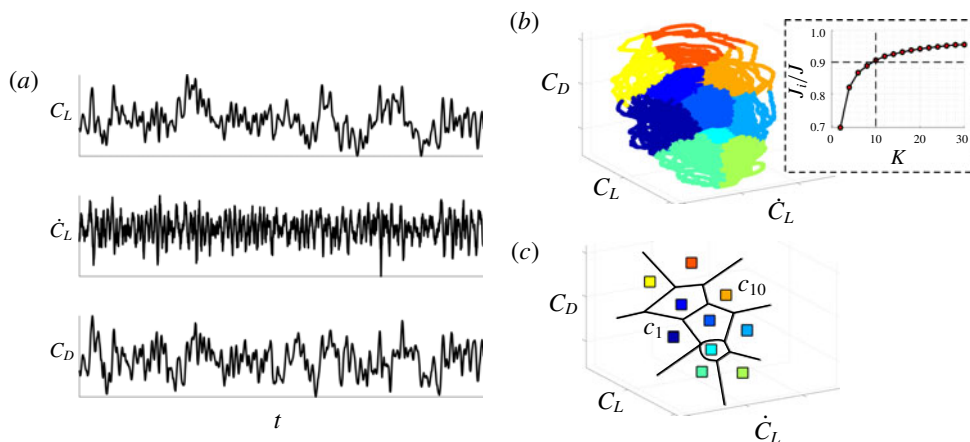 (a)
C_L
Ċ_L
C_D
t
(b)
C_D
C_L
Ċ_L
J_i/J
1.0
0.9
0.8
0.7
0
10
20
30
K
(c)
C_D
c_10
c_1
C_L
Ċ_L